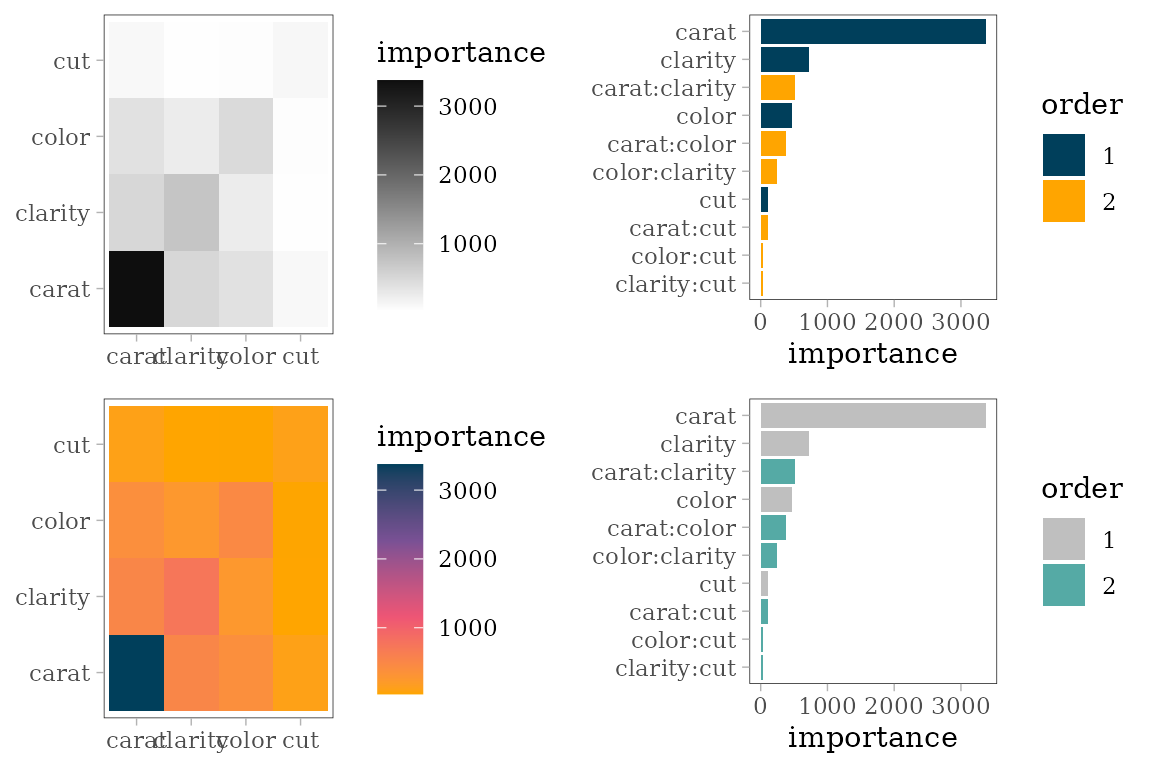 cut
color
clarity
carat
carat clarity color cut
importance
3000
2000
1000
carat
clarity
carat:clarity
color
carat:color
color:clarity
cut
carat:cut
color:cut
clarity:cut
0 1000 2000 3000
importance
order
1
2
cut
color
clarity
carat
carat clarity color cut
importance
3000
2000
1000
carat
clarity
carat:clarity
color
carat:color
color:clarity
cut
carat:cut
color:cut
clarity:cut
0 1000 2000 3000
importance
order
1
2